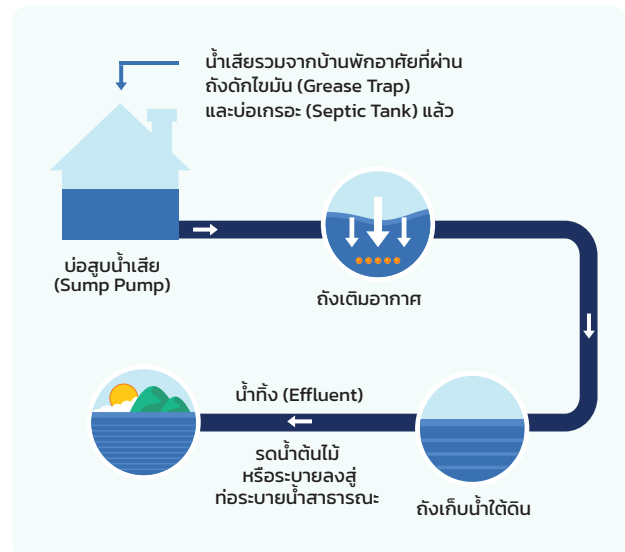 น้ำเสียรวมจากบ้านพักอาศัยที่ผ่าน
ถังดักไขมัน (Grease Trap)
และบ่อเกรอะ (Septic Tank) แล้ว
บ่อสูบน้ำเสีย
(Sump Pump)
ถังเติมอากาศ
น้ำทิ้ง (Effluent)
รดน้ำต้นไม้
หรือระบายลงสู่
ท่อระบายน้ำสาธารณะ
ถังเก็บน้ำใต้ดิน